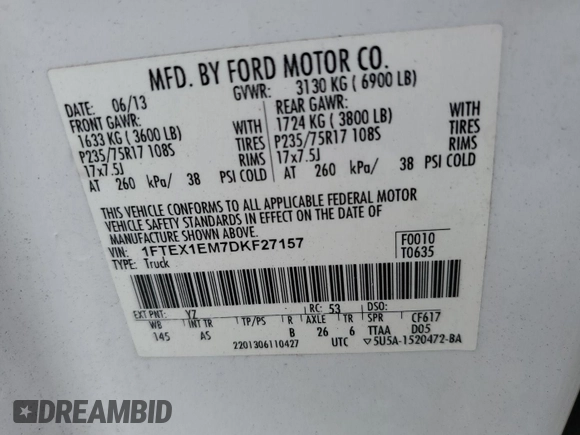 MFD. BY FORD MOTOR CO.
DATE: 06/13 GVWR: 3130 KG ( 6900 LB)
FRONT GAWR: REAR GAWR:
1633 KG ( 3600 LB) WITH 1724 KG ( 3800 LB) WITH
P235/75R17 108S TIRES P235/75R17 108S TIRES
17x7.5J RIMS 17x7.5J RIMS
AT 260 kPa/ 38 PSI COLD AT 260 kPa/ 38 PSI COLD
THIS VEHICLE CONFORMS TO ALL APPLICABLE FEDERAL MOTOR
VEHICLE SAFETY STANDARDS IN EFFECT ON THE DATE OF
MANUFACTURE SHOWN ABOVE.
VIN: 1FTEX1EM7DKF27157 F0010
TYPE: Truck T0635
EXT PNT: YZ RC: 53 DSO:
WB INT TR TP/PS R AXLE TR SPR CF617
145 AS B 26 6 TTAA D05
2201306110427 UTC ▽5U5A-1520472-BA
DREAMBID